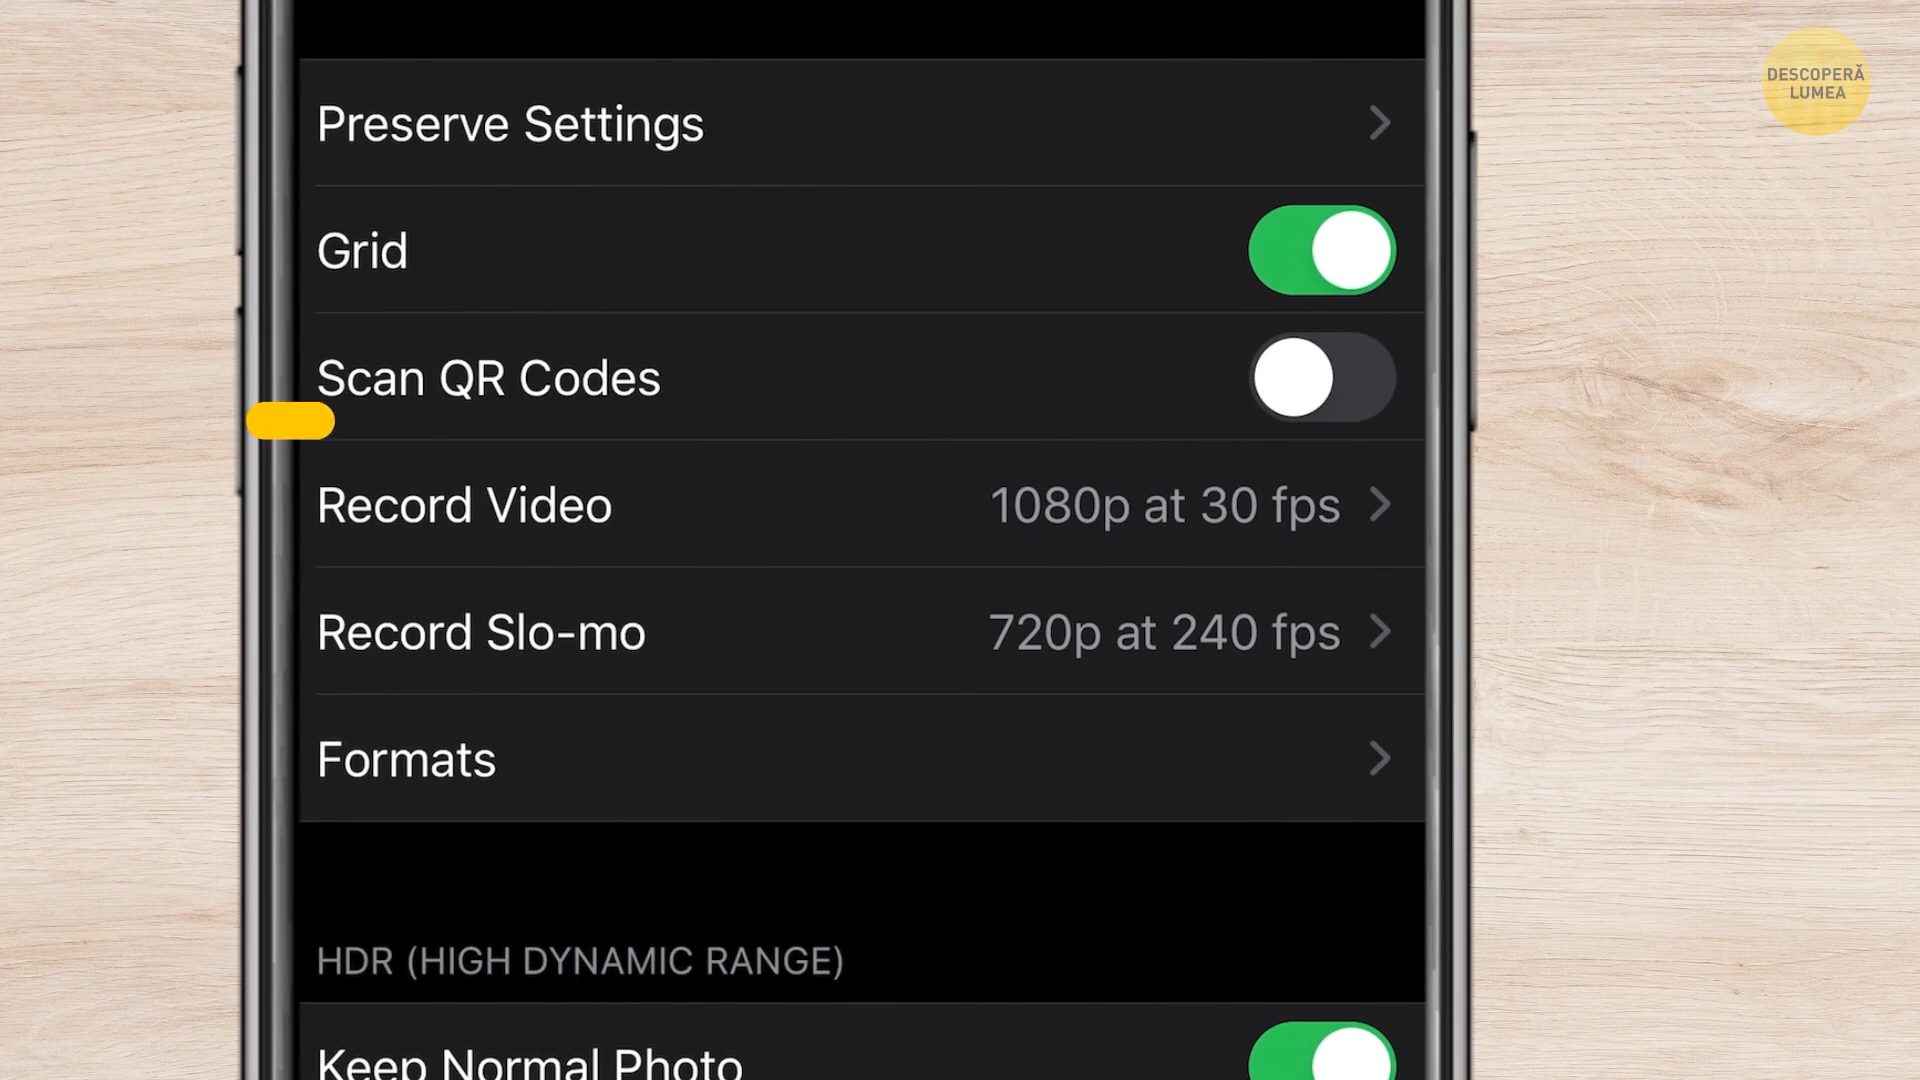 DESCOPERĂ
LUMEA
Preserve Settings
Grid
Scan QR Codes
Record Video 1080p at 30 fps
Record Slo-mo 720p at 240 fps
Formats
HDR (HIGH DYNAMIC RANGE)
Keep Normal Photo